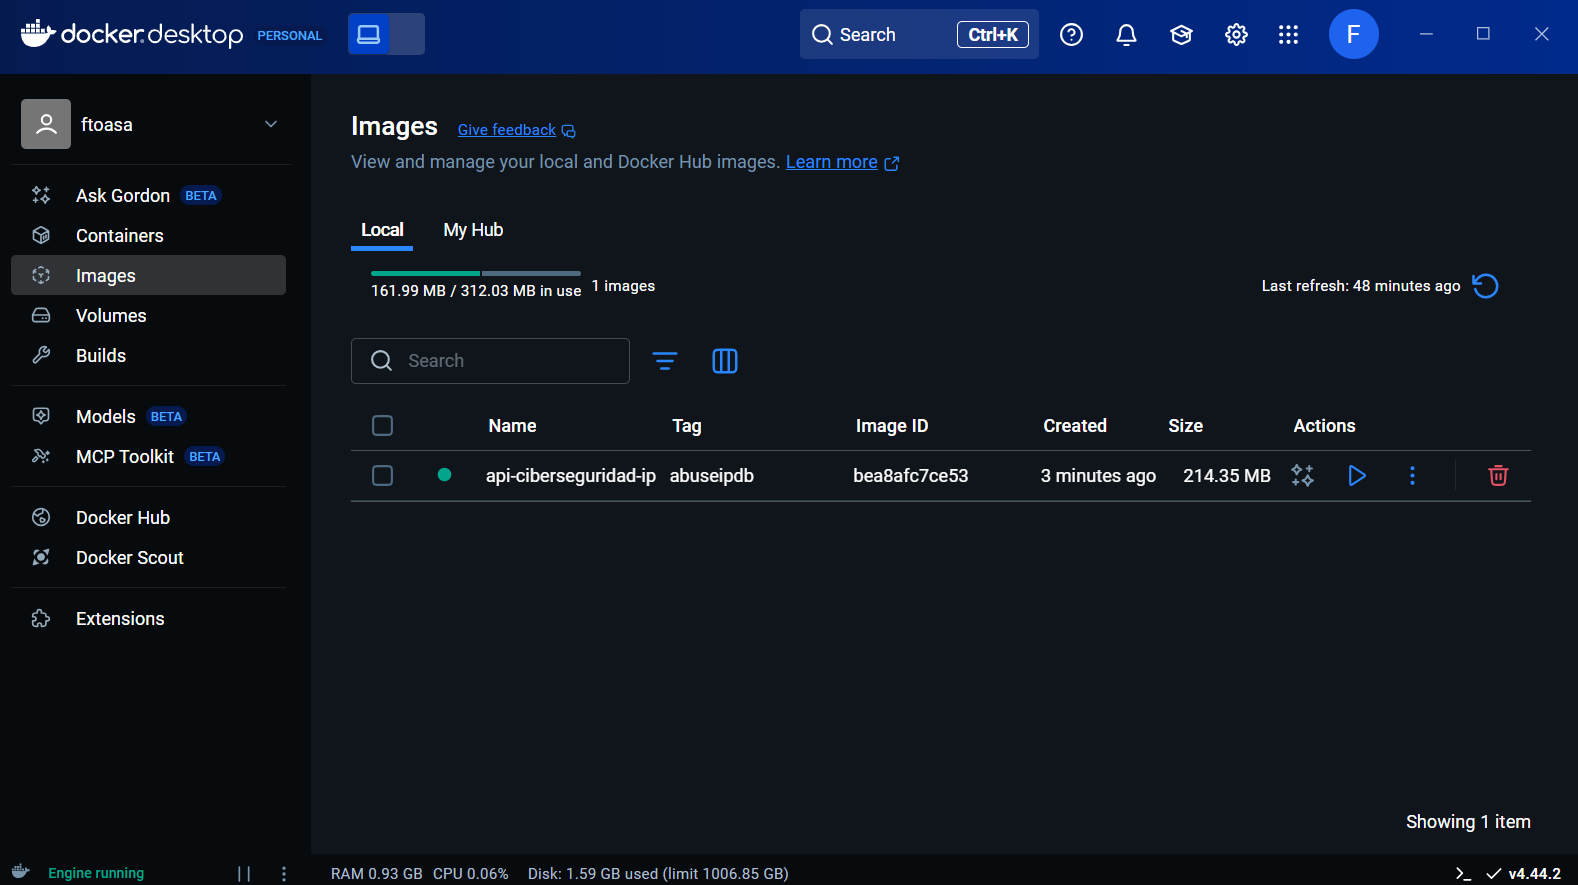 docker.desktop PERSONAL
Search Ctrl+K
F
ftoasa
Ask Gordon BETA
Containers
Images
Volumes
Builds
Models BETA
MCP Toolkit BETA
Docker Hub
Docker Scout
Extensions
Images Give feedback
View and manage your local and Docker Hub images. Learn more
Local My Hub
161.99 MB / 312.03 MB in use 1 images
Last refresh: 48 minutes ago
Search
Name Tag Image ID Created Size Actions
api-ciberseguridad-ip abuseipdb bea8afc7ce53 3 minutes ago 214.35 MB
Showing 1 item
Engine running RAM 0.93 GB CPU 0.06% Disk: 1.59 GB used (limit 1006.85 GB) v4.44.2